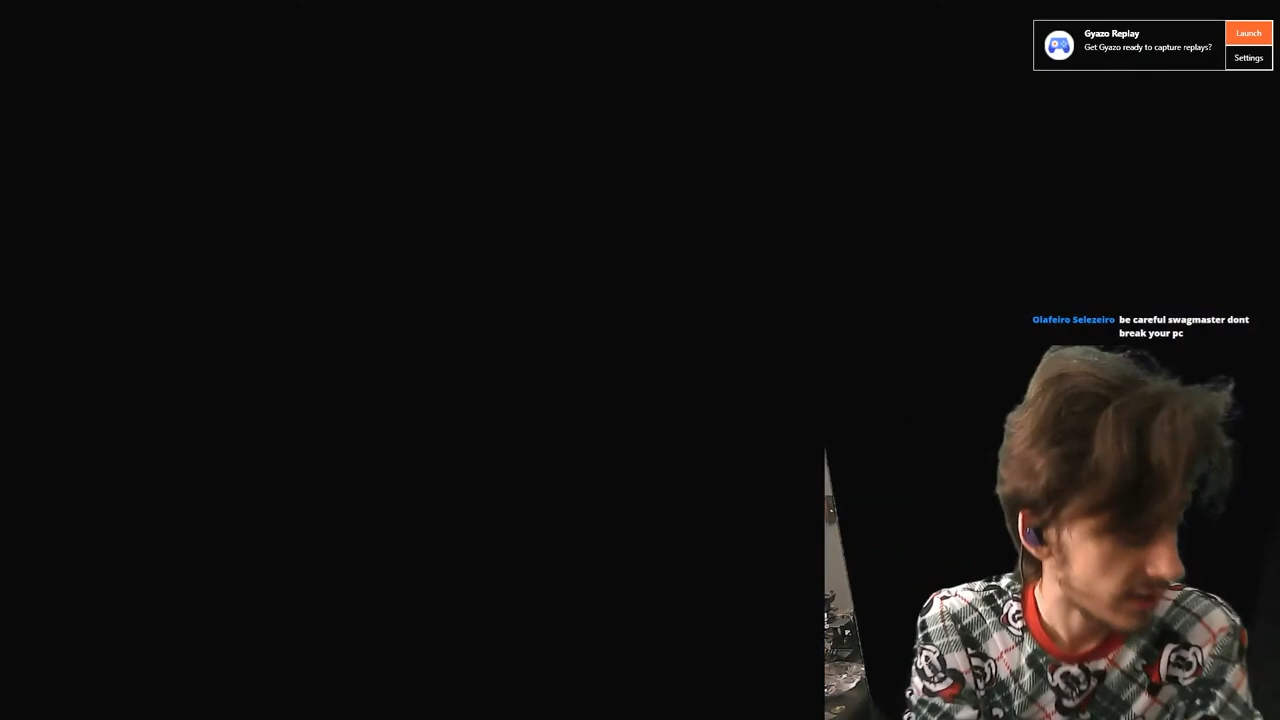 Gyazo Replay
Get Gyazo ready to capture replays?
Launch
Settings
Olafeiro Selezeiro be careful swagmaster dont
break your pc